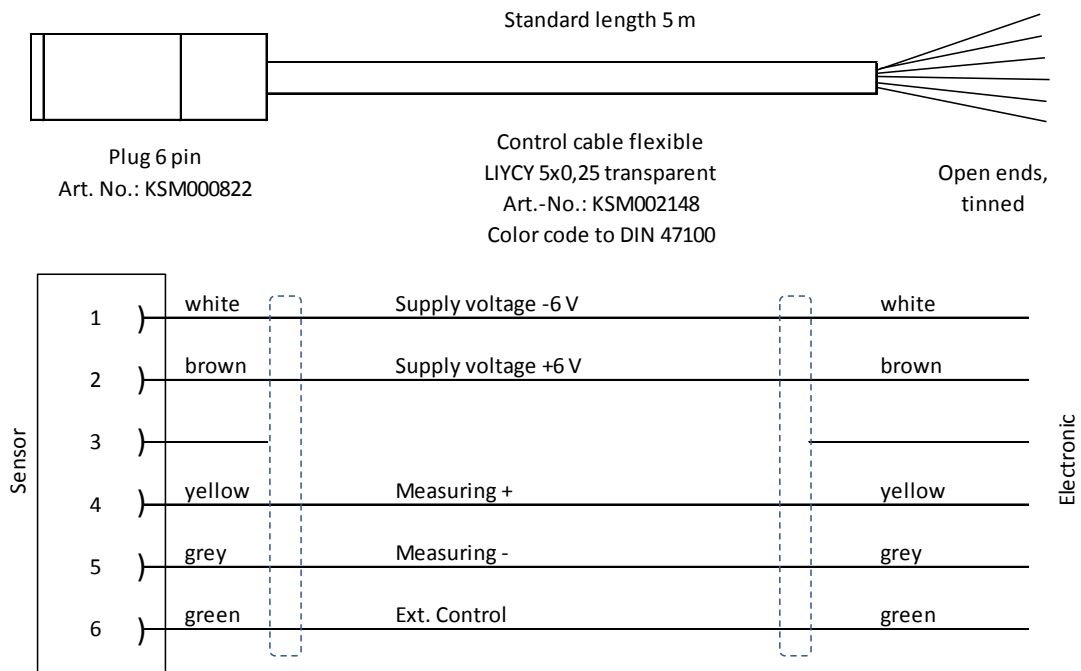 Standard length 5 m
Plug 6 pin
Art. No.: KSM000822
Control cable flexible
LIYCY 5x0,25 transparent
Art.-No.: KSM002148
Color code to DIN 47100
Open ends,
tinned
Sensor
Electronic
1 white Supply voltage -6 V white
2 brown Supply voltage +6 V brown
3
4 yellow Measuring + yellow
5 grey Measuring - grey
6 green Ext. Control green